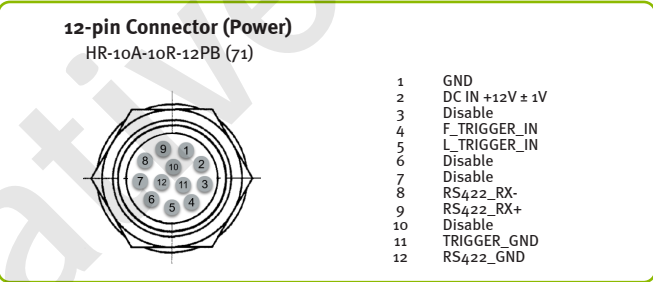 12-pin Connector (Power)
HR-10A-10R-12PB (71)
1 GND
2 DC IN +12V ± 1V
3 Disable
4 F_TRIGGER_IN
5 L_TRIGGER_IN
6 Disable
7 Disable
8 RS422_RX-
9 RS422_RX+
10 Disable
11 TRIGGER_GND
12 RS422_GND
9 1
8 10 2
7 12 11 3
6 5 4